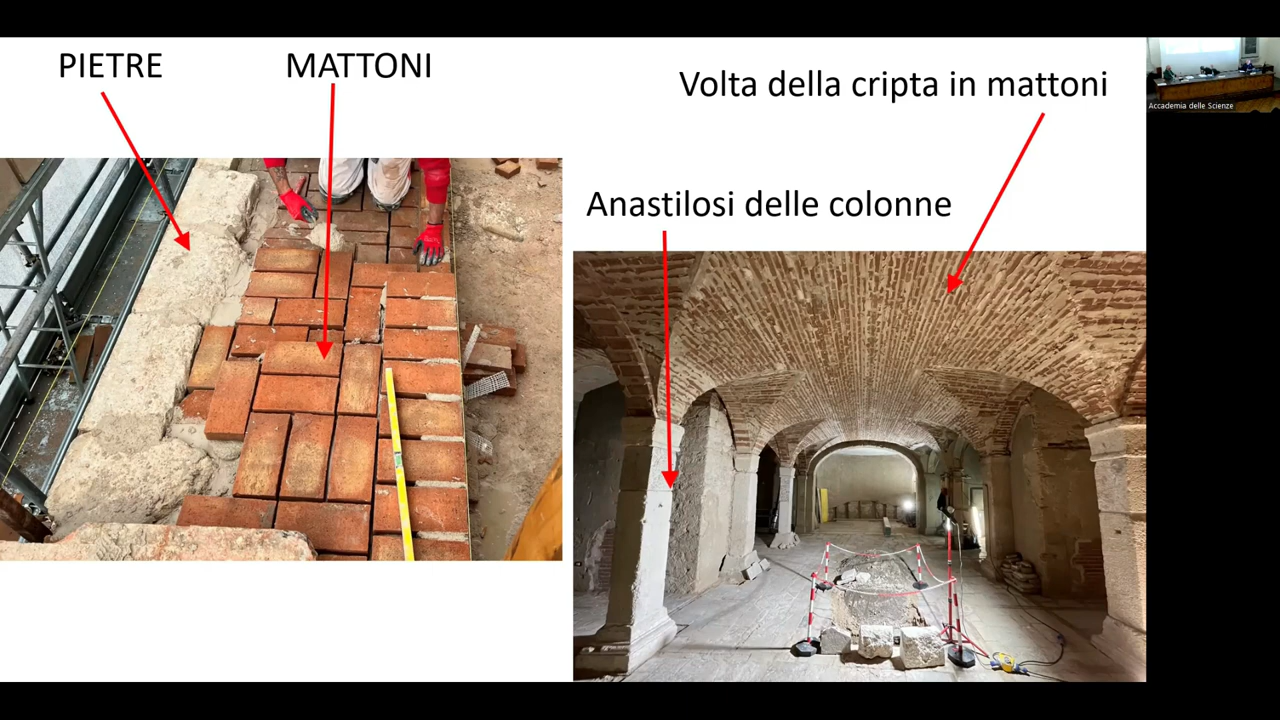 PIETRE
MATTONI
Volta della cripta in mattoni
Anastilosi delle colonne
Accademia delle Scienze